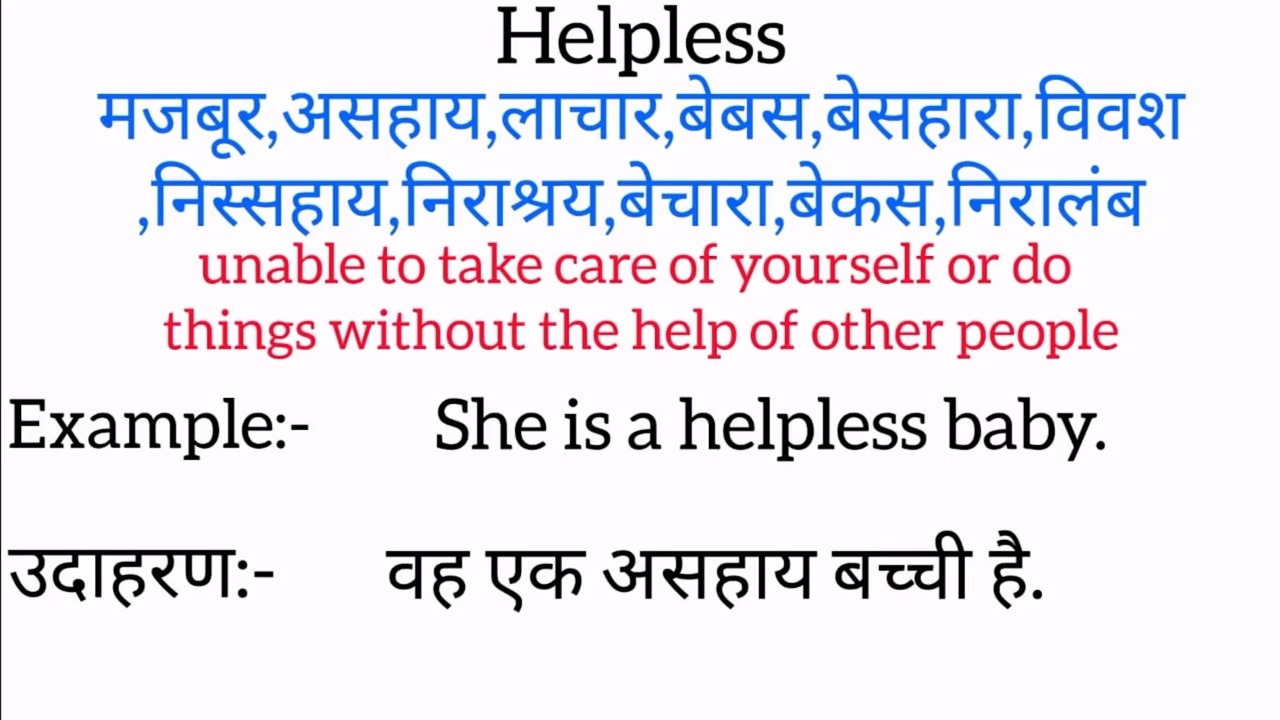 Helpless
मजबूर,असहाय,लाचार,बेबस,बेसहारा,विवश
,निस्सहाय,निराश्रय,बेचारा,बेकस,निरालंब
unable to take care of yourself or do
things without the help of other people
Example:- She is a helpless baby.
उदाहरण:- वह एक असहाय बच्ची है.